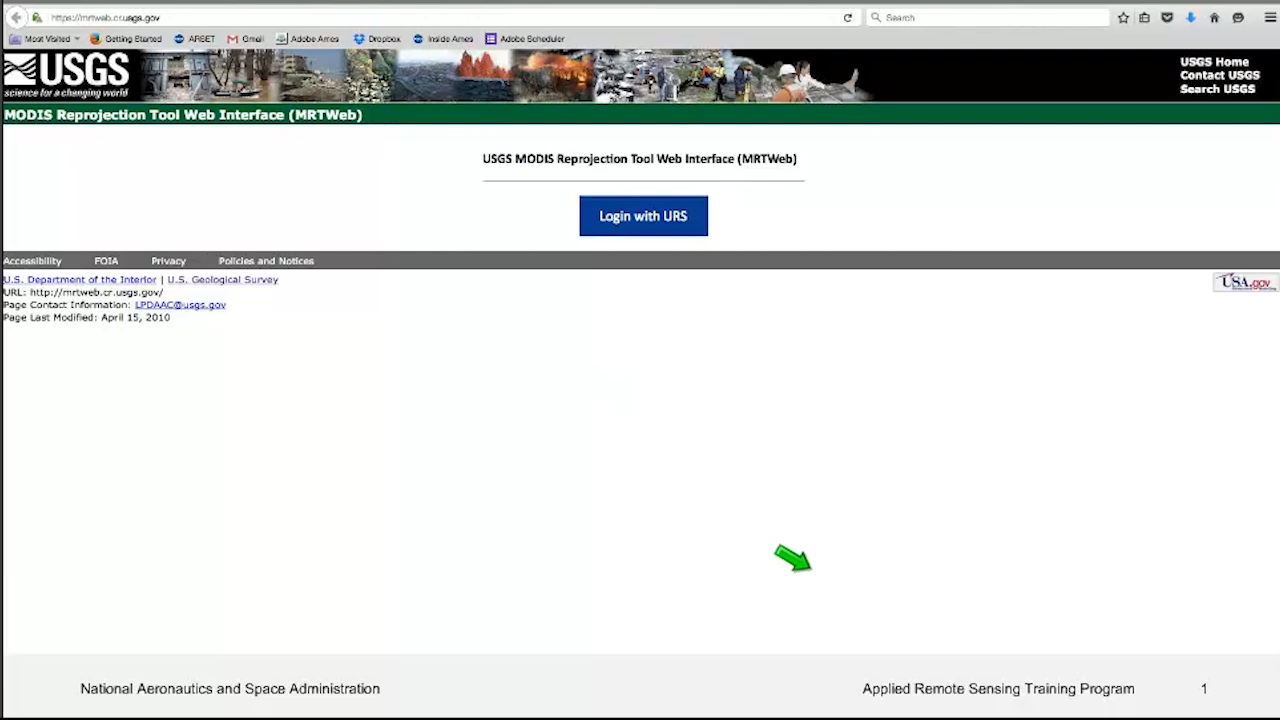 https://mrtweb.cr.usgs.gov
Search
Most Visited
Getting Started
ARSET
Gmail
Adobe Ames
Dropbox
Inside Ames
Adobe Scheduler
USGS
science for a changing world
USGS Home
Contact USGS
Search USGS
MODIS Reprojection Tool Web Interface (MRTWeb)
USGS MODIS Reprojection Tool Web Interface (MRTWeb)
Login with URS
Accessibility FOIA Privacy Policies and Notices
U.S. Department of the Interior | U.S. Geological Survey
URL: http://mrtweb.cr.usgs.gov/
Page Contact Information: LPDAAC@usgs.gov
Page Last Modified: April 15, 2010
USA.gov
National Aeronautics and Space Administration
Applied Remote Sensing Training Program 1